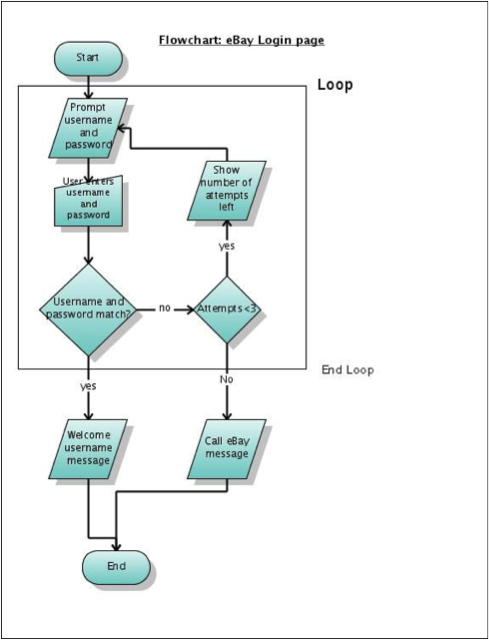 Flowchart: eBay Login page
Start
Loop
Prompt
username
and
password
User enters
username
and
password
Show
number of
attempts
left
yes
Username and
password match?
no
Attempts <3
End Loop
yes
No
Welcome
username
message
Call eBay
message
End